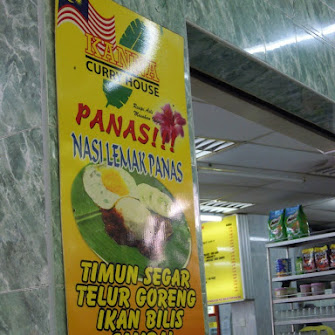 KANNA
CURRY HOUSE
PANAS!!!
NASI LEMAK PANAS
TIMUN SEGAR
TELUR GORENG
IKAN BILIS